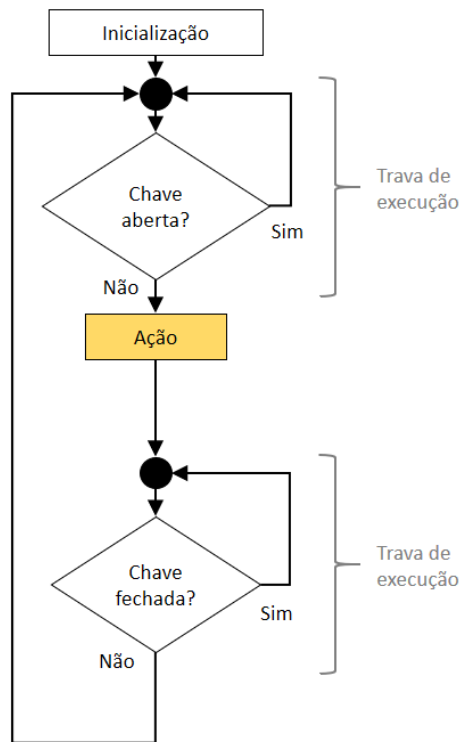 Inicialização
Chave
aberta?
Sim
Trava de
execução
Não
Ação
Chave
fechada?
Sim
Trava de
execução
Não